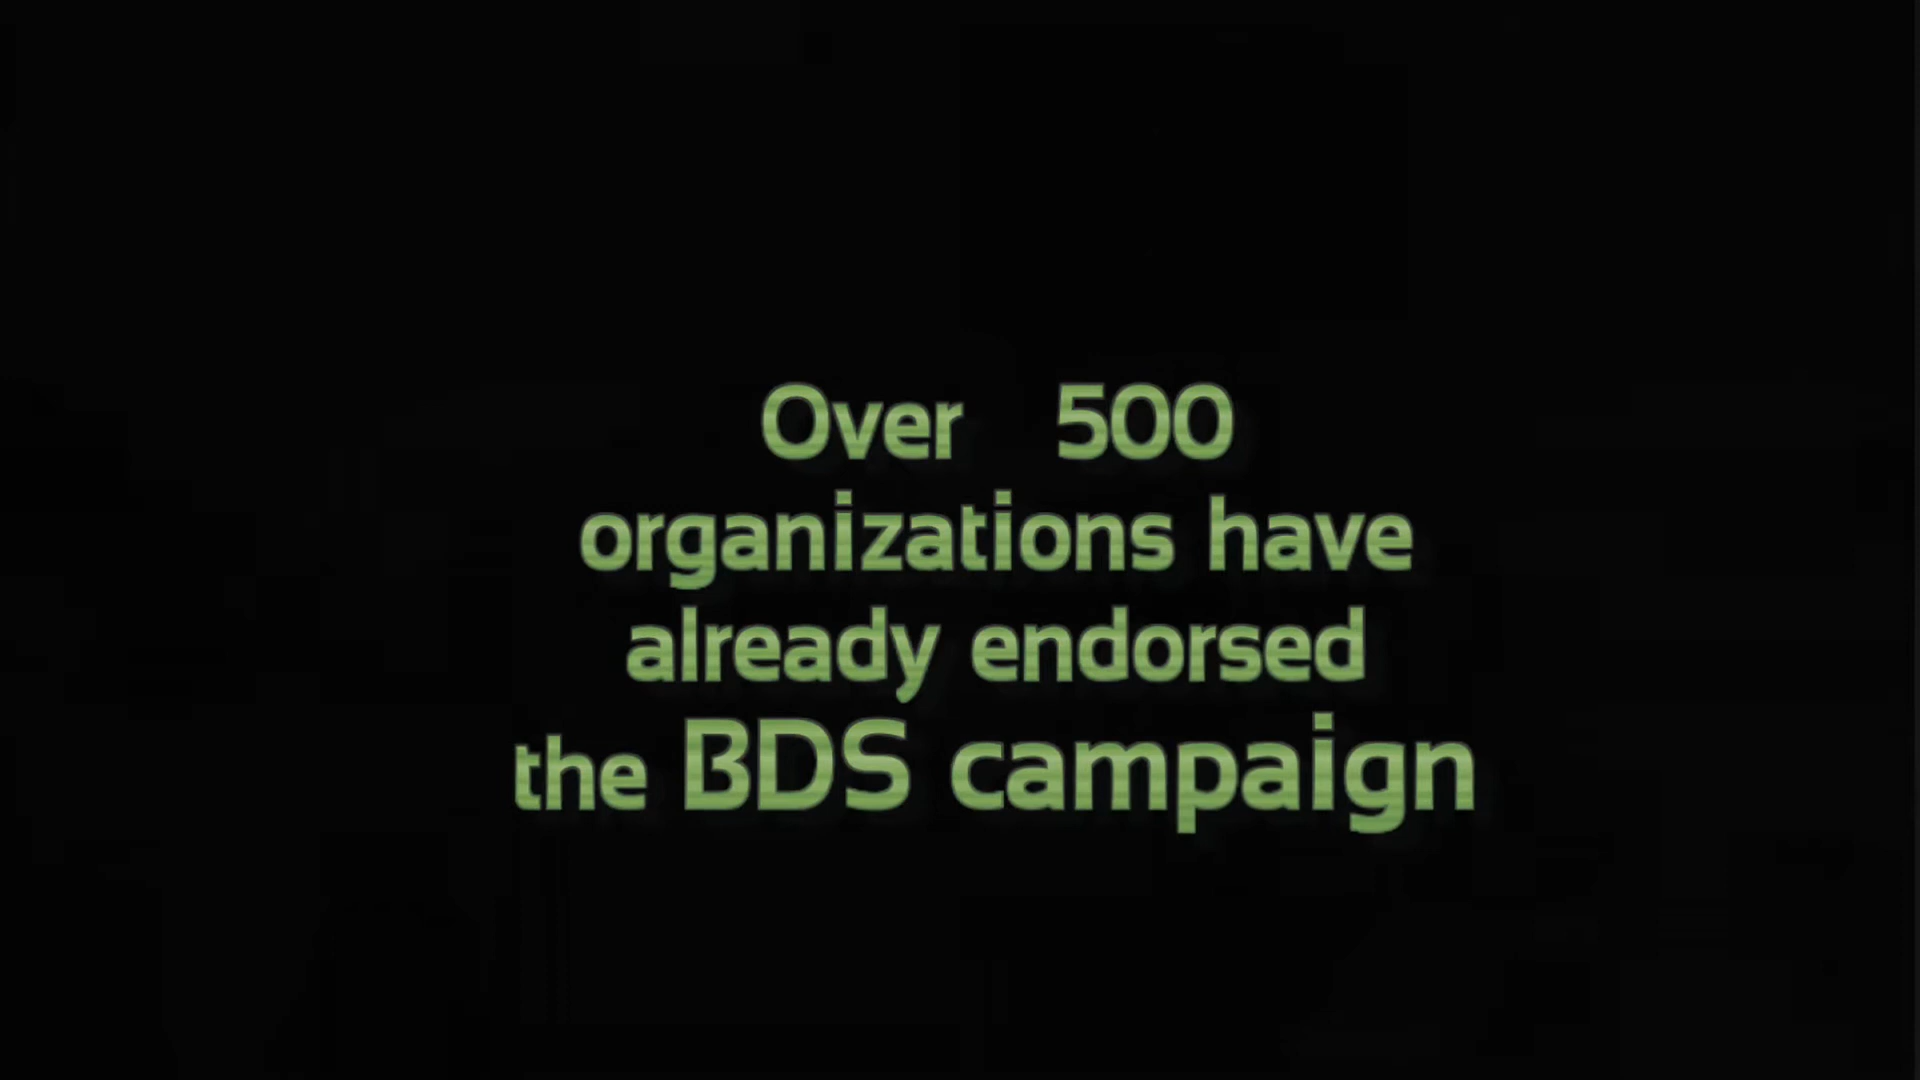 Over 500
organizations have
already endorsed
the BDS campaign